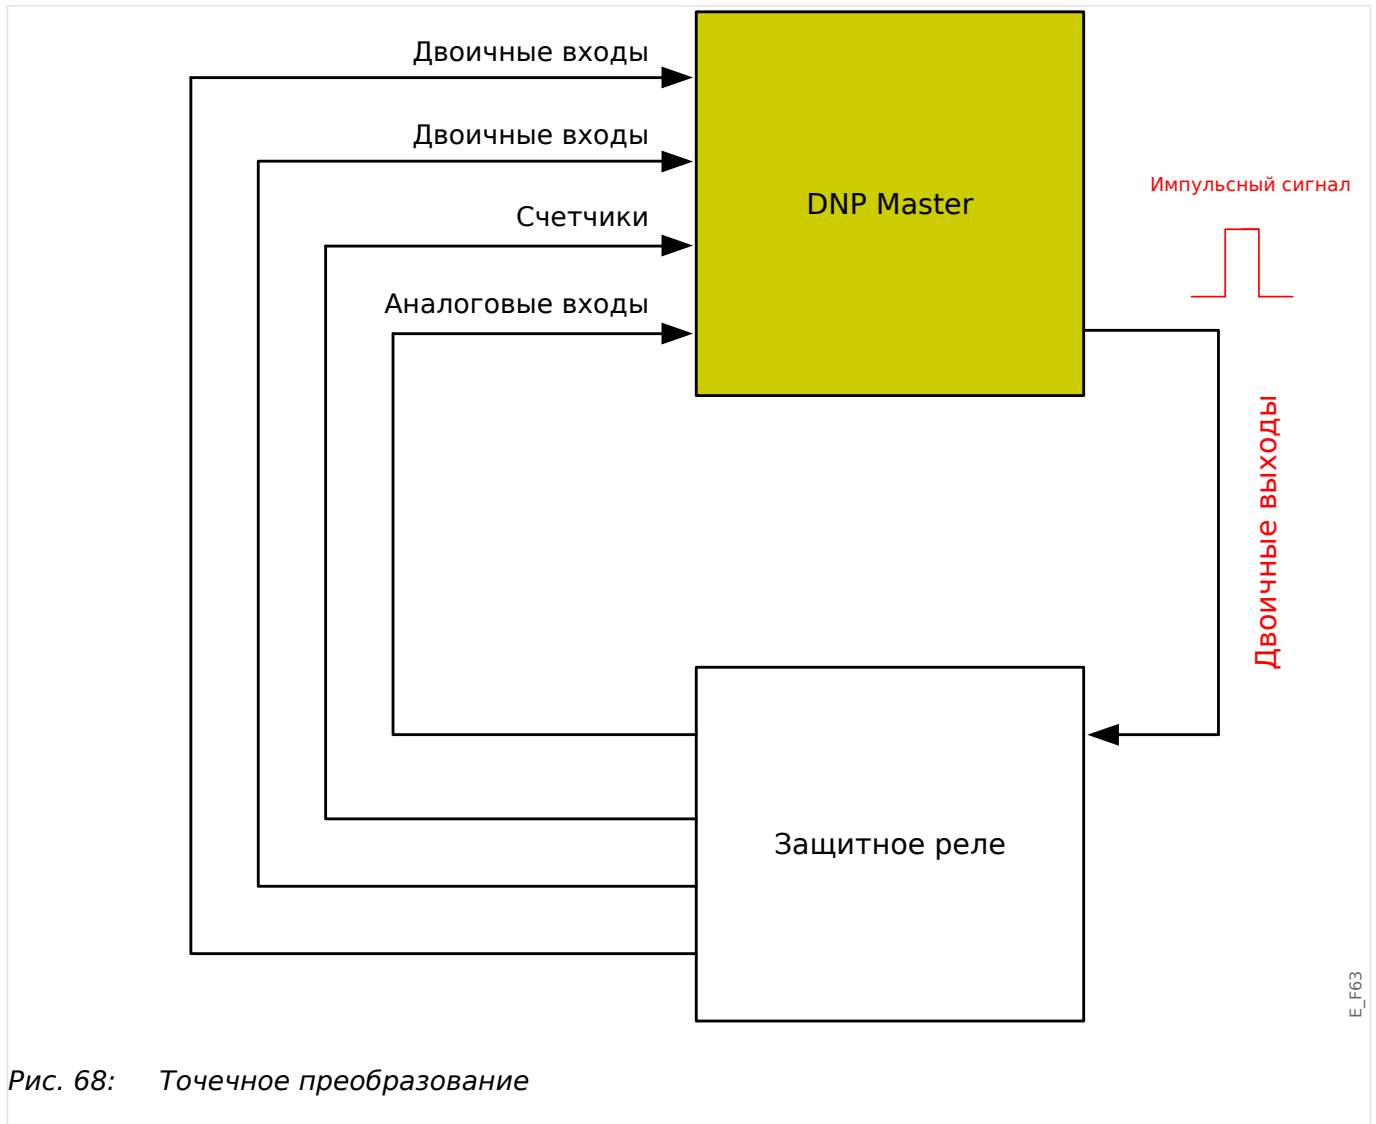 Двоичные входы
Двоичные входы
Счетчики
Аналоговые входы
DNP Master
Импульсный сигнал
Двоичные выходы
Защитное реле
E_F63
Рис. 68: Точечное преобразование